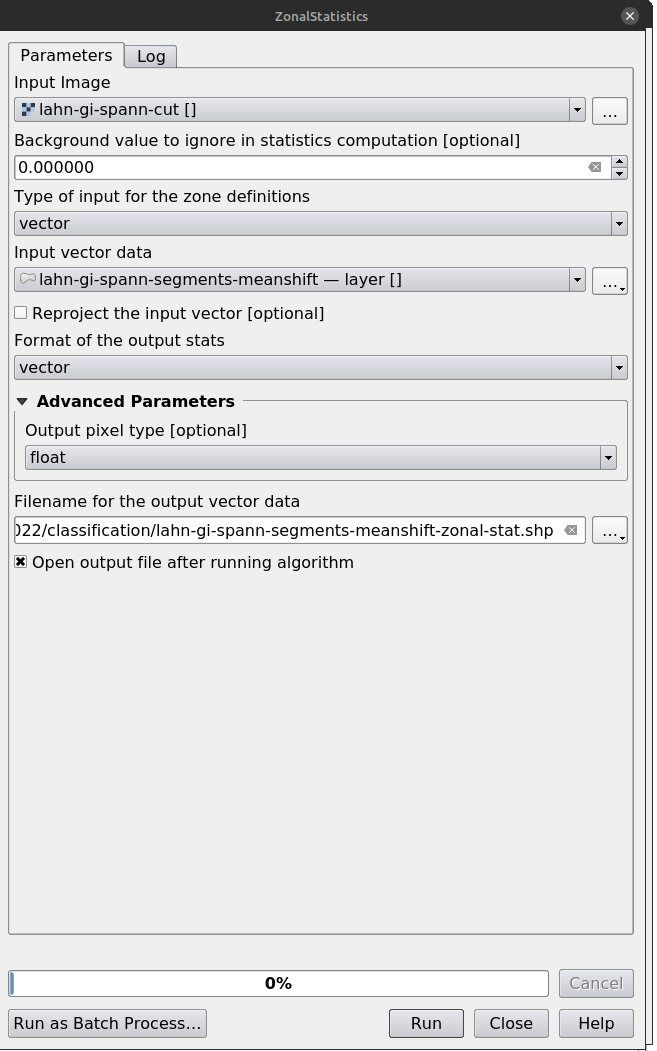 ZonalStatistics
Parameters Log
Input Image
lahn-gi-spann-cut [] ...
Background value to ignore in statistics computation [optional]
0.000000
Type of input for the zone definitions
vector
Input vector data
lahn-gi-spann-segments-meanshift — layer [] ...
Reproject the input vector [optional]
Format of the output stats
vector
Advanced Parameters
Output pixel type [optional]
float
Filename for the output vector data
022/classification/lahn-gi-spann-segments-meanshift-zonal-stat.shp ...
Open output file after running algorithm
0% Cancel
Run as Batch Process... Run Close Help